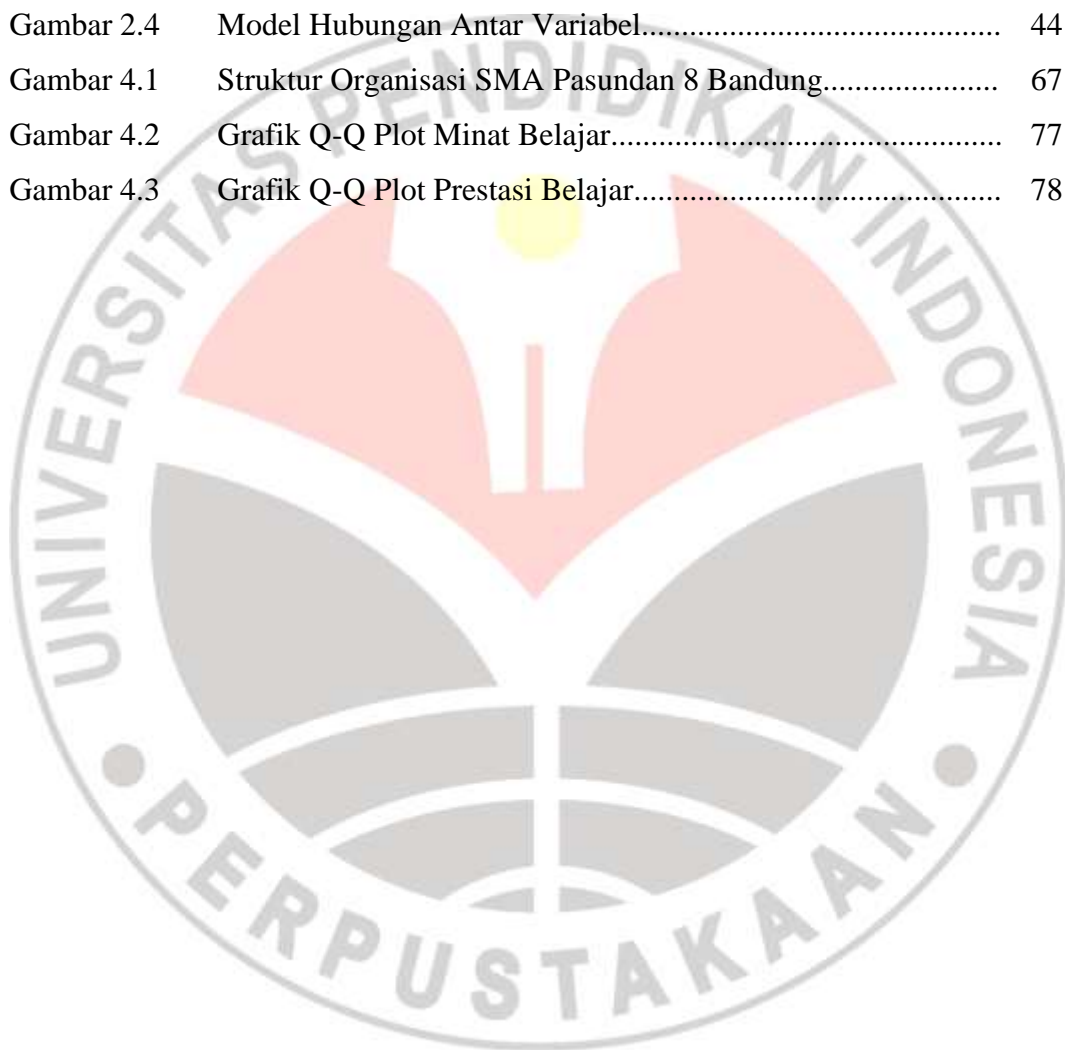 Gambar 2.4 Model Hubungan Antar Variabel............................................ 44
Gambar 4.1 Struktur Organisasi SMA Pasundan 8 Bandung..................... 67
Gambar 4.2 Grafik Q-Q Plot Minat Belajar............................................... 77
Gambar 4.3 Grafik Q-Q Plot Prestasi Belajar............................................ 78
UNIVERSITAS PENDIDIKAN INDONESIA
PERPUSTAKAAN